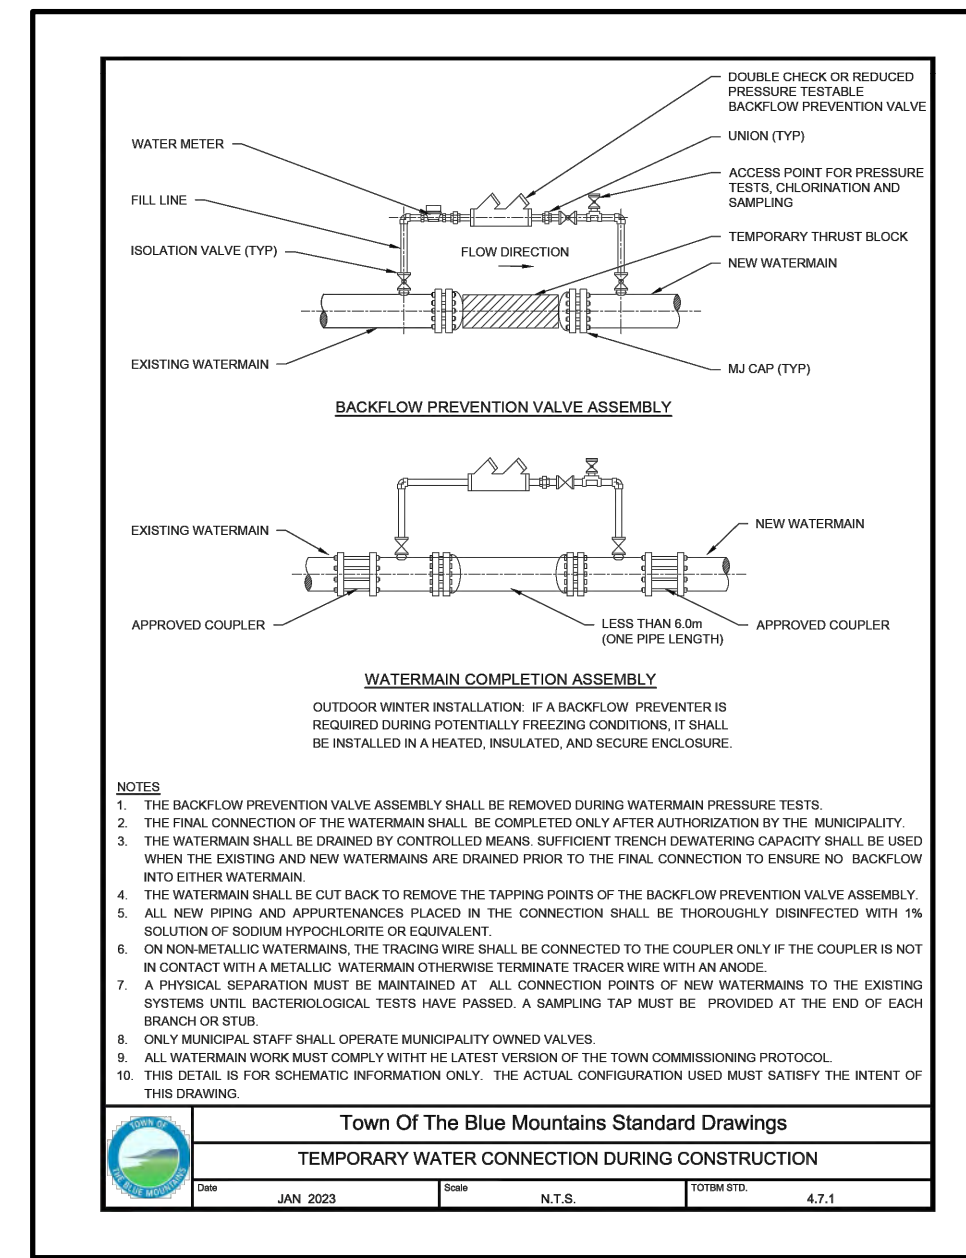 DOUBLE CHECK OR REDUCED
PRESSURE TESTABLE
BACKFLOW PREVENTION VALVE
WATER METER
UNION (TYP)
ACCESS POINT FOR PRESSURE
TESTS, CHLORINATION AND
SAMPLING
FILL LINE
ISOLATION VALVE (TYP)
FLOW DIRECTION
TEMPORARY THRUST BLOCK
NEW WATERMAIN
EXISTING WATERMAIN
MJ CAP (TYP)
BACKFLOW PREVENTION VALVE ASSEMBLY
EXISTING WATERMAIN
NEW WATERMAIN
APPROVED COUPLER
LESS THAN 6.0m
(ONE PIPE LENGTH)
APPROVED COUPLER
WATERMAIN COMPLETION ASSEMBLY
OUTDOOR WINTER INSTALLATION: IF A BACKFLOW PREVENTER IS
REQUIRED DURING POTENTIALLY FREEZING CONDITIONS, IT SHALL
BE INSTALLED IN A HEATED, INSULATED, AND SECURE ENCLOSURE.
NOTES
1. THE BACKFLOW PREVENTION VALVE ASSEMBLY SHALL BE REMOVED DURING WATERMAIN PRESSURE TESTS.
2. THE FINAL CONNECTION OF THE WATERMAIN SHALL BE COMPLETED ONLY AFTER AUTHORIZATION BY THE MUNICIPALITY.
3. THE WATERMAIN SHALL BE DRAINED BY CONTROLLED MEANS. SUFFICIENT TRENCH DEWATERING CAPACITY SHALL BE USED
WHEN THE EXISTING AND NEW WATERMAINS ARE DRAINED PRIOR TO THE FINAL CONNECTION TO ENSURE NO BACKFLOW
INTO EITHER WATERMAIN.
4. THE WATERMAIN SHALL BE CUT BACK TO REMOVE THE TAPPING POINTS OF THE BACKFLOW PREVENTION VALVE ASSEMBLY.
5. ALL NEW PIPING AND APPURTENANCES PLACED IN THE CONNECTION SHALL BE THOROUGHLY DISINFECTED WITH 1%
SOLUTION OF SODIUM HYPOCHLORITE OR EQUIVALENT.
6. ON NON-METALLIC WATERMAINS, THE TRACING WIRE SHALL BE CONNECTED TO THE COUPLER ONLY IF THE COUPLER IS NOT
IN CONTACT WITH A METALLIC WATERMAIN OTHERWISE TERMINATE TRACER WIRE WITH AN ANODE.
7. A PHYSICAL SEPARATION MUST BE MAINTAINED AT ALL CONNECTION POINTS OF NEW WATERMAINS TO THE EXISTING
SYSTEMS UNTIL BACTERIOLOGICAL TESTS HAVE PASSED. A SAMPLING TAP MUST BE PROVIDED AT THE END OF EACH
BRANCH OR STUB.
8. ONLY MUNICIPAL STAFF SHALL OPERATE MUNICIPALITY OWNED VALVES.
9. ALL WATERMAIN WORK MUST COMPLY WITHT HE LATEST VERSION OF THE TOWN COMMISSIONING PROTOCOL.
10. THIS DETAIL IS FOR SCHEMATIC INFORMATION ONLY. THE ACTUAL CONFIGURATION USED MUST SATISFY THE INTENT OF
THIS DRAWING.
TOWN OF
THE BLUE MOUNTAINS
Town Of The Blue Mountains Standard Drawings
TEMPORARY WATER CONNECTION DURING CONSTRUCTION
Date
JAN 2023
Scale
N.T.S.
TOTBM STD.
4.7.1